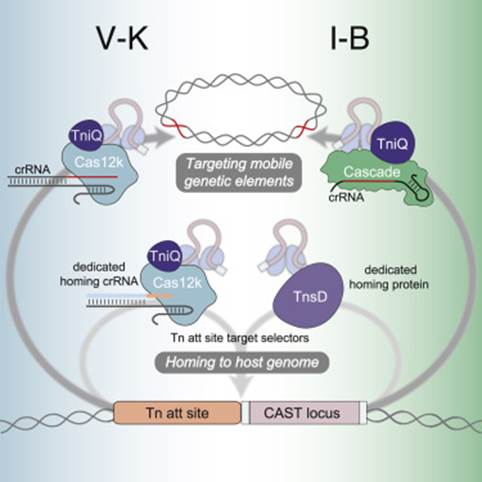 V-K
I-B
TniQ
Cas12k
crRNA
TniQ
Cascade
crRNA
Targeting mobile
genetic elements
TniQ
Cas12k
dedicated
homing crRNA
TnsD
dedicated
homing protein
Tn att site target selectors
Homing to host genome
Tn att site
CAST locus